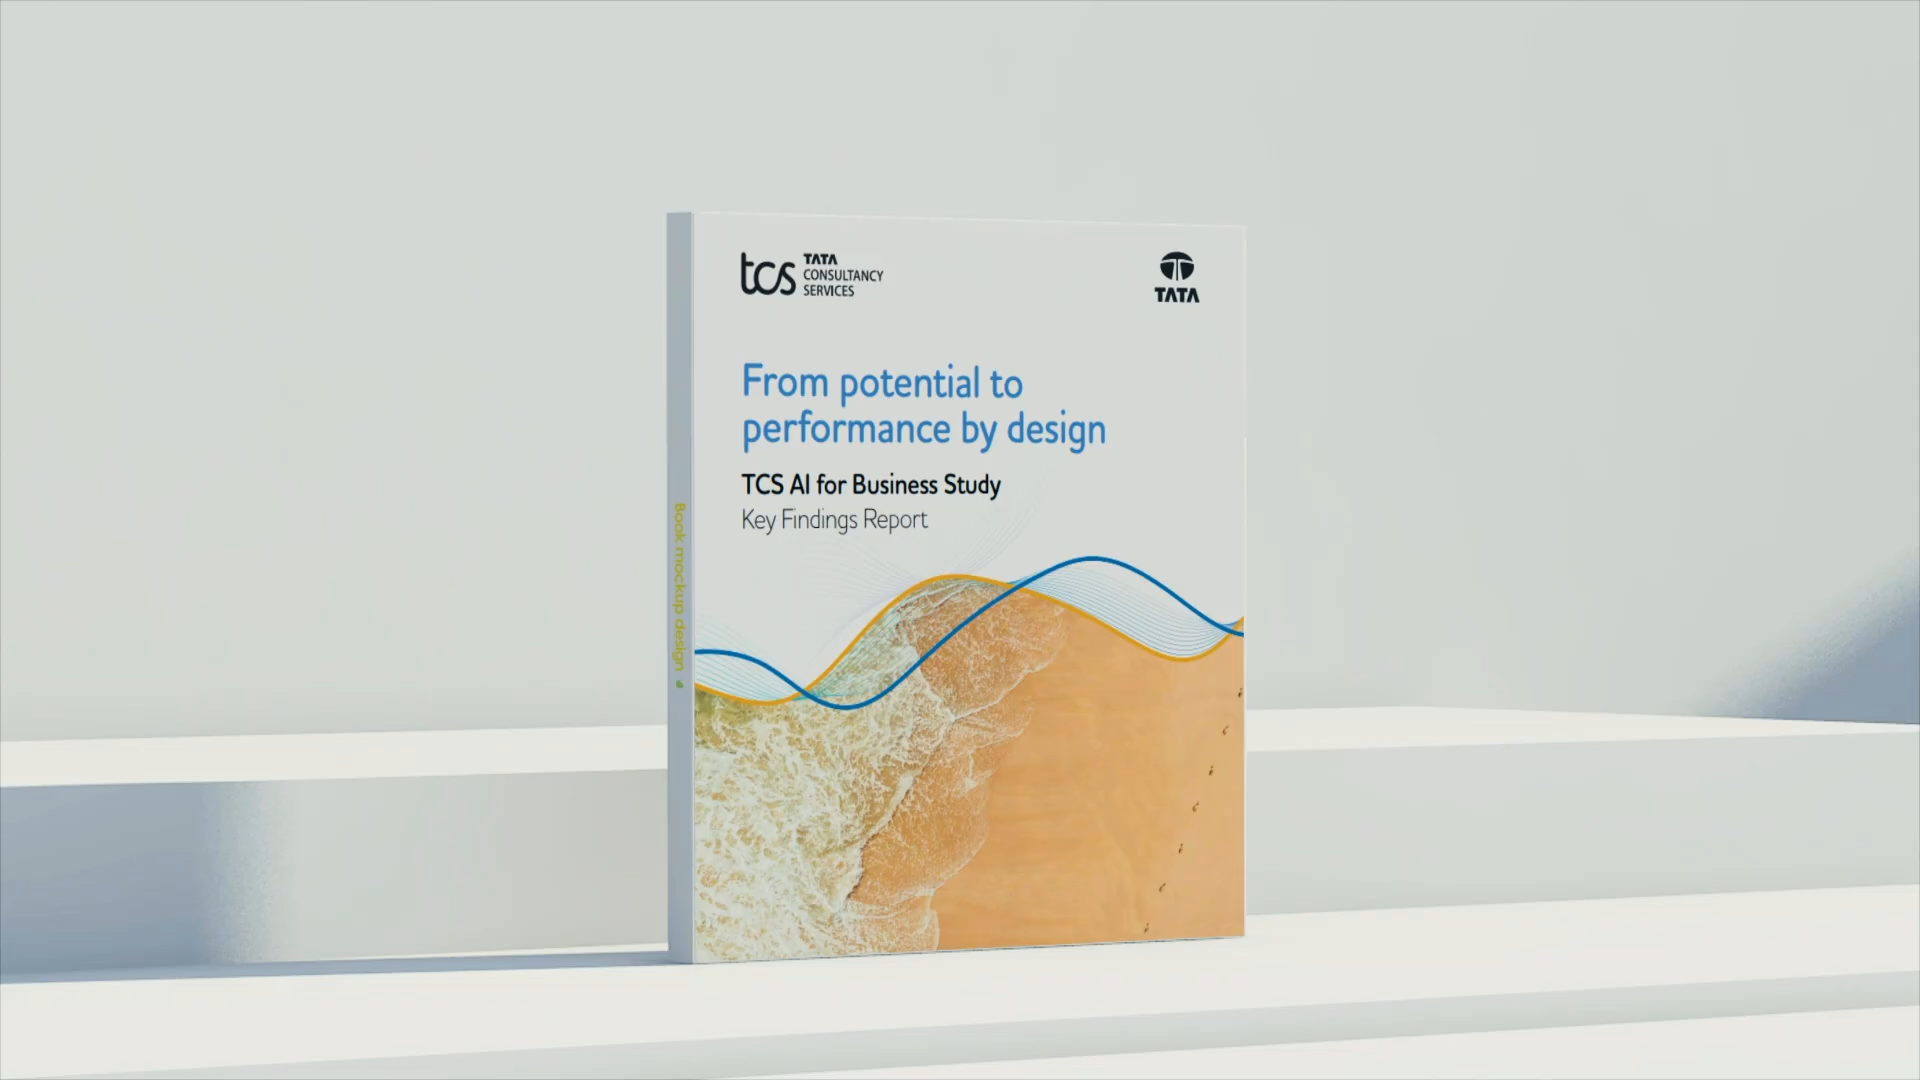 tcs TATA
CONSULTANCY
SERVICES
TATA
From potential to
performance by design
TCS AI for Business Study
Key Findings Report
Book mockup design